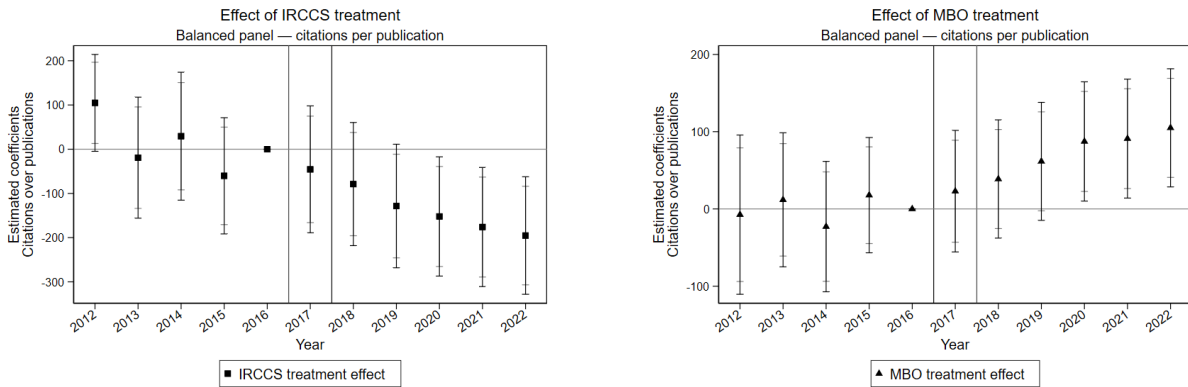 Effect of IRCCS treatment
Balanced panel — citations per publication
Estimated coefficients
Citations over publications
200
100
0
-100
-200
-300
2012
2013
2014
2015
2016
2017
2018
2019
2020
2021
2022
Year
IRCCS treatment effect
Effect of MBO treatment
Balanced panel — citations per publication
Estimated coefficients
Citations over publications
200
100
0
-100
2012
2013
2014
2015
2016
2017
2018
2019
2020
2021
2022
Year
MBO treatment effect